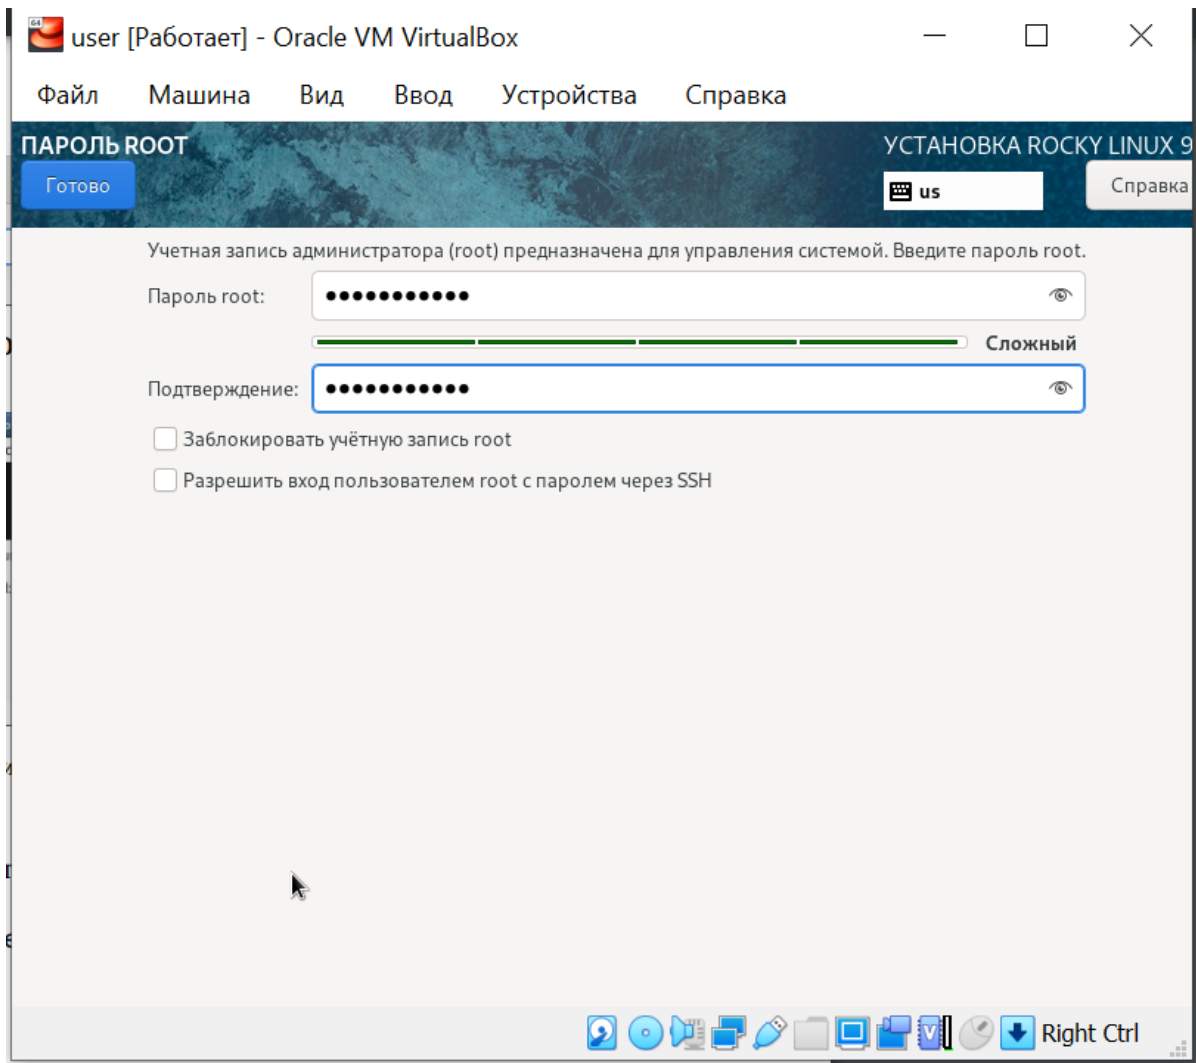 user [Работает] - Oracle VM VirtualBox
Файл Машина Вид Ввод Устройства Справка
ПАРОЛЬ ROOT
УСТАНОВКА ROCKY LINUX 9
Готово
us
Справка
Учетная запись администратора (root) предназначена для управления системой. Введите пароль root.
Пароль root: •••••••••••
Сложный
Подтверждение: •••••••••••
Заблокировать учётную запись root
Разрешить вход пользователем root с паролем через SSH
Right Ctrl